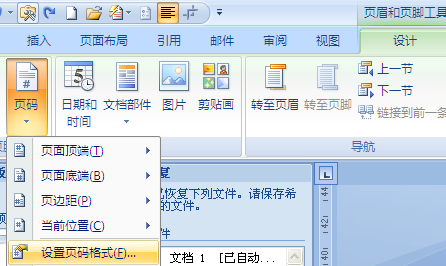 页眉和页脚工具
插入 页面布局 引用 邮件 审阅 视图 设计
页码 日期和时间 文档部件 图片 剪贴画 转至页眉 转至页脚 上一节
下一节
链接到前一条
导航
页面顶端(T)
页面底端(B)
页边距(P)
当前位置(C)
设置页码格式(F)...
复
恢复下列文件。请保存希
的文件。
件
文档 1 [已自动...
L
44
42
40